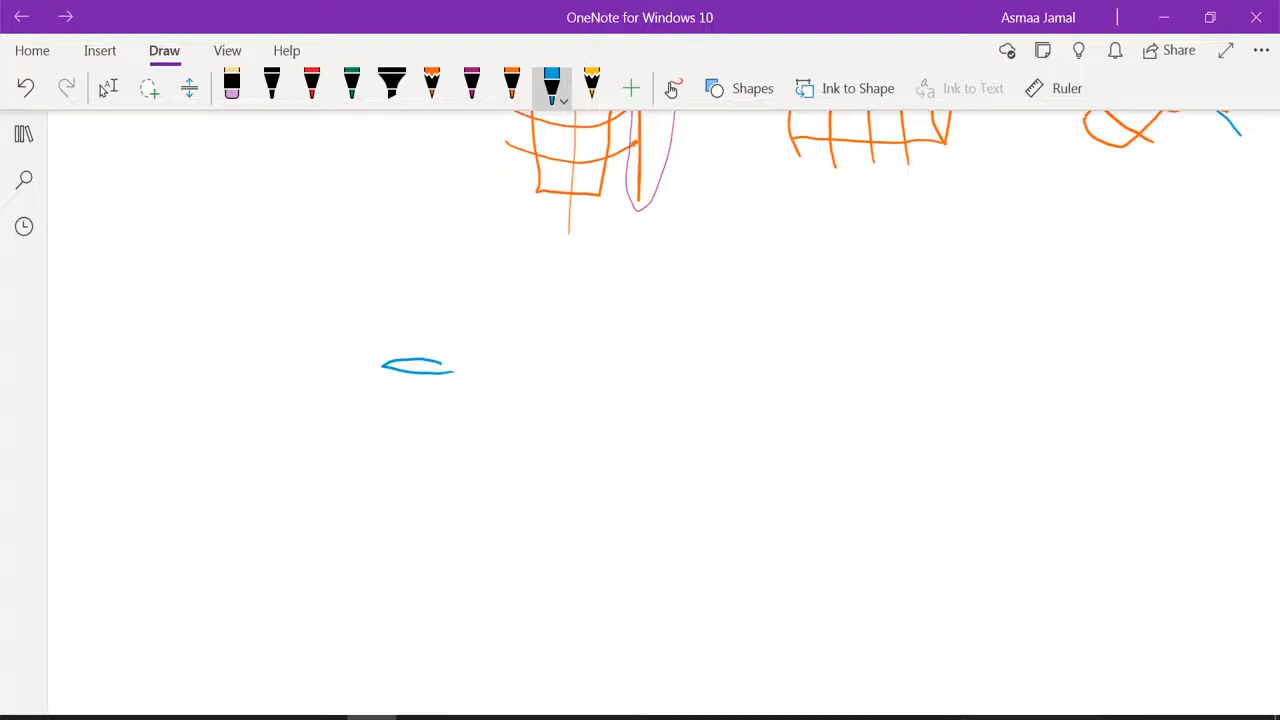 OneNote for Windows 10
Asmaa Jamal
Home Insert Draw View Help
Share
Shapes
Ink to Shape
Ink to Text
Ruler